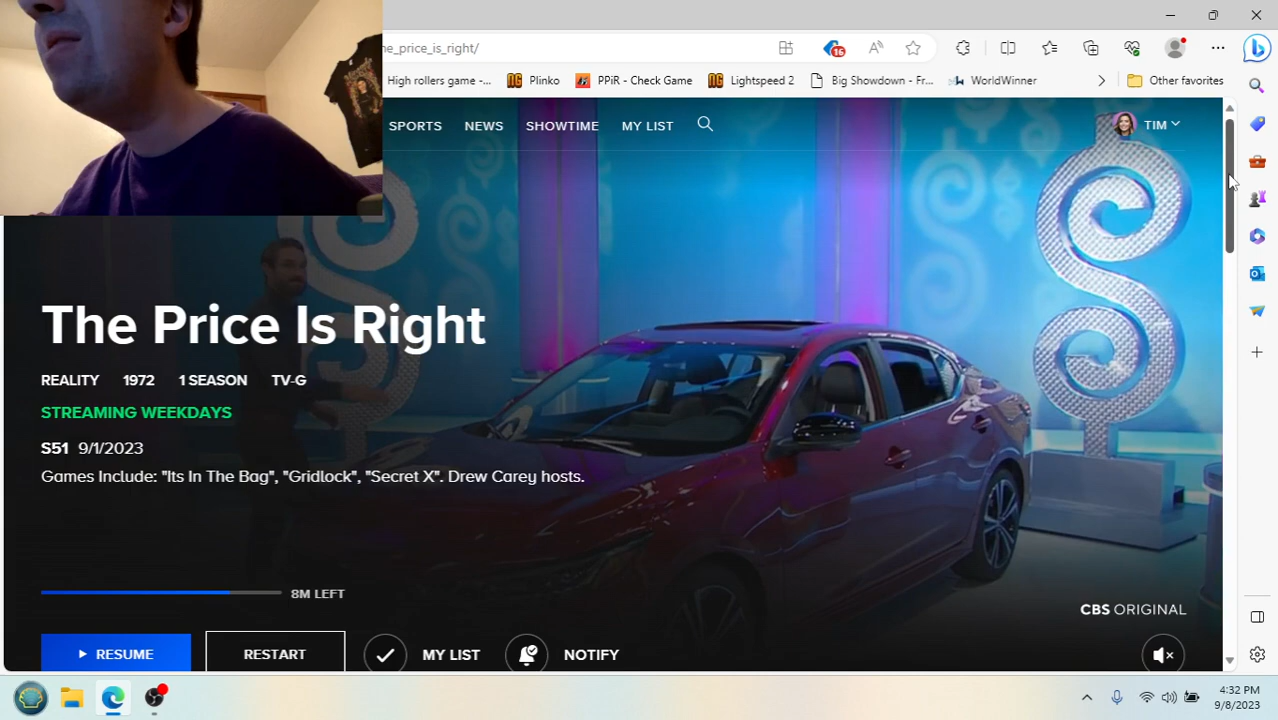 he_price_is_right/
16
High rollers game -...
Plinko
PPiR - Check Game
Lightspeed 2
Big Showdown - Fr...
WorldWinner
Other favorites
SPORTS
NEWS
SHOWTIME
MY LIST
TIM
The Price Is Right
REALITY 1972 1 SEASON TV-G
STREAMING WEEKDAYS
S51 9/1/2023
Games Include: "Its In The Bag", "Gridlock", "Secret X". Drew Carey hosts.
8M LEFT
CBS ORIGINAL
RESUME
RESTART
MY LIST
NOTIFY
4:32 PM
9/8/2023